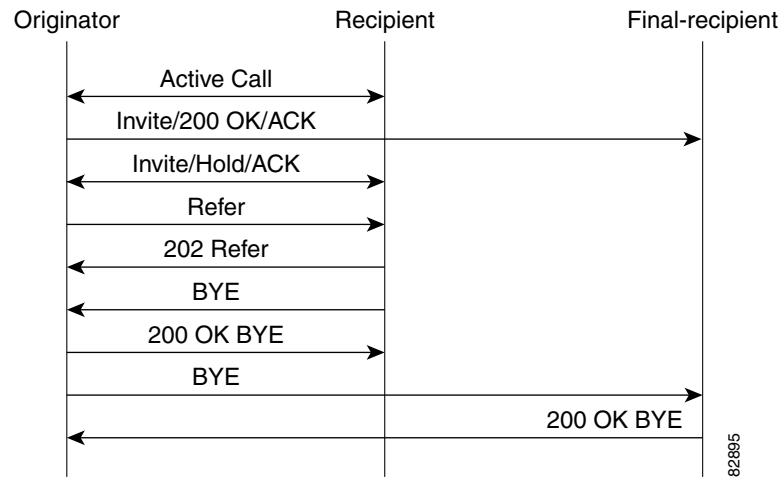 Originator Recipient Final-recipient
Active Call
Invite/200 OK/ACK
Invite/Hold/ACK
Refer
202 Refer
BYE
200 OK BYE
BYE
200 OK BYE
82895